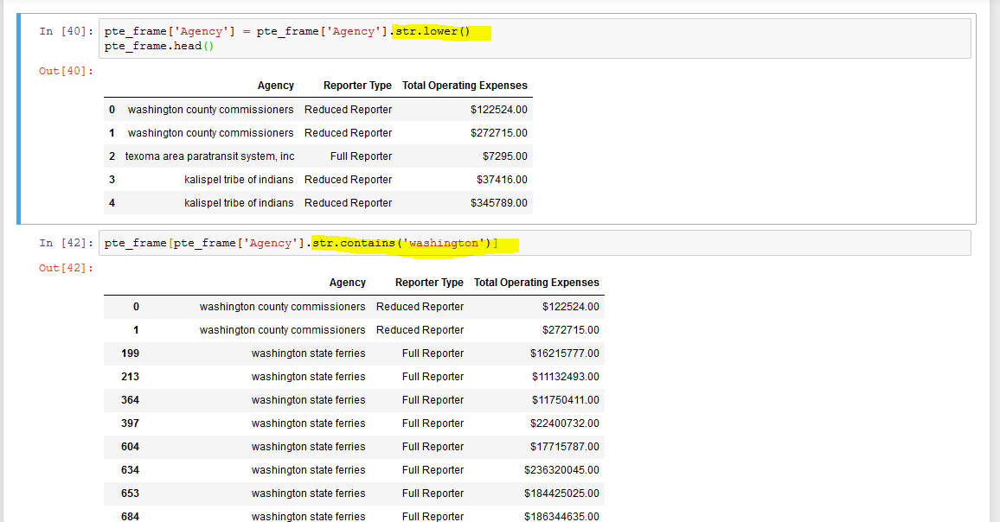 In [40]: pte_frame['Agency'] = pte_frame['Agency'].str.lower()
pte_frame.head()
Out[40]:
Agency Reporter Type Total Operating Expenses
0 washington county commissioners Reduced Reporter $122524.00
1 washington county commissioners Reduced Reporter $272715.00
2 texoma area paratransit system, inc Full Reporter $7295.00
3 kalispel tribe of indians Reduced Reporter $37416.00
4 kalispel tribe of indians Reduced Reporter $345789.00
In [42]: pte_frame[pte_frame['Agency'].str.contains('washington')]
Out[42]:
Agency Reporter Type Total Operating Expenses
0 washington county commissioners Reduced Reporter $122524.00
1 washington county commissioners Reduced Reporter $272715.00
199 washington state ferries Full Reporter $16215777.00
213 washington state ferries Full Reporter $11132493.00
364 washington state ferries Full Reporter $11750411.00
397 washington state ferries Full Reporter $22400732.00
604 washington state ferries Full Reporter $17715787.00
634 washington state ferries Full Reporter $236320045.00
653 washington state ferries Full Reporter $184425025.00
684 washington state ferries Full Reporter $186344635.00